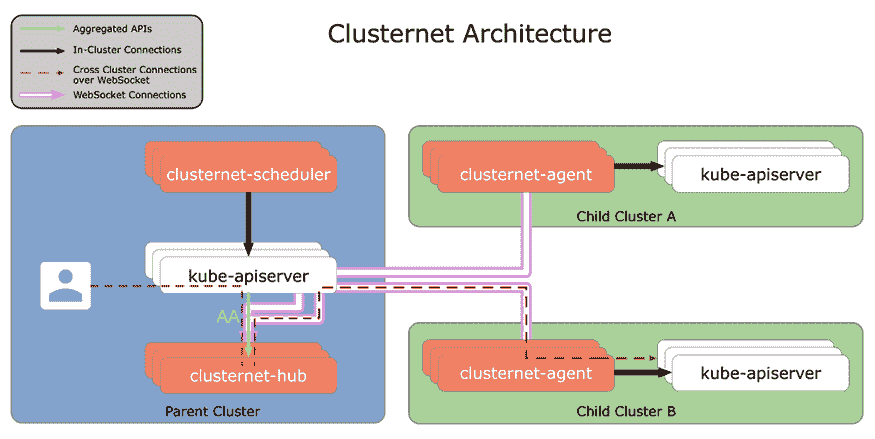 Clusternet Architecture
Aggregated APIs
In-Cluster Connections
Cross Cluster Connections
over WebSocket
WebSocket Connections
clusternet-scheduler
kube-apiserver
AA
clusternet-hub
Parent Cluster
clusternet-agent
kube-apiserver
Child Cluster A
clusternet-agent
kube-apiserver
Child Cluster B